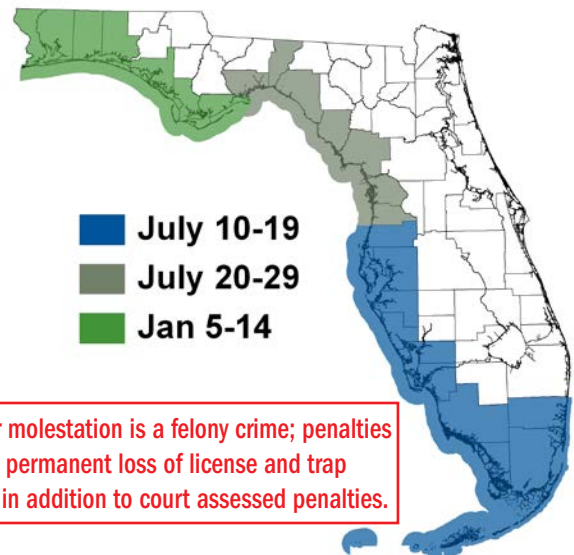 July 10-19
July 20-29
Jan 5-14
r molestation is a felony crime; penalties
permanent loss of license and trap
in addition to court assessed penalties.